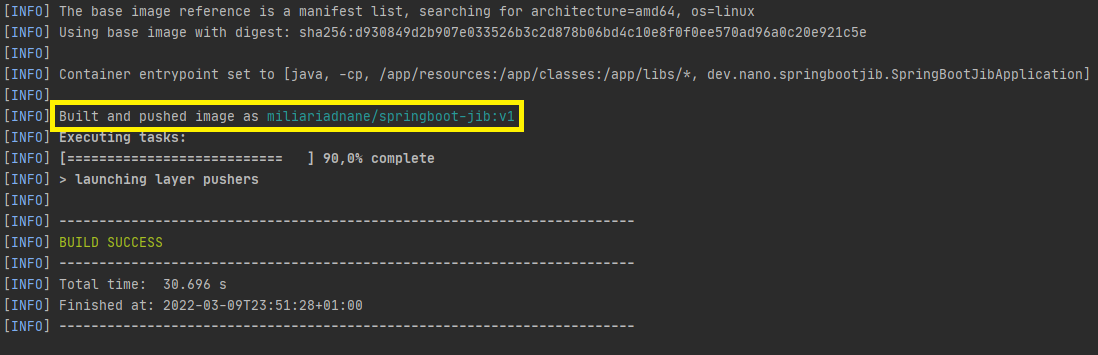 [INFO] The base image reference is a manifest list, searching for architecture=amd64, os=linux
[INFO] Using base image with digest: sha256:d930849d2b907e033526b3c2d878b06bd4c10e8f0f0ee570ad96a0c20e921c5e
[INFO]
[INFO] Container entrypoint set to [java, -cp, /app/resources:/app/classes:/app/libs/*, dev.nano.springbootjib.SpringBootJibApplication]
[INFO]
[INFO] Built and pushed image as miliariadnane/springboot-jib:v1
[INFO] Executing tasks:
[INFO] [===========================   ] 90,0% complete
[INFO] > launching layer pushers
[INFO]
[INFO] ------------------------------------------------------------------------
[INFO] BUILD SUCCESS
[INFO] ------------------------------------------------------------------------
[INFO] Total time:  30.696 s
[INFO] Finished at: 2022-03-09T23:51:28+01:00
[INFO] ------------------------------------------------------------------------